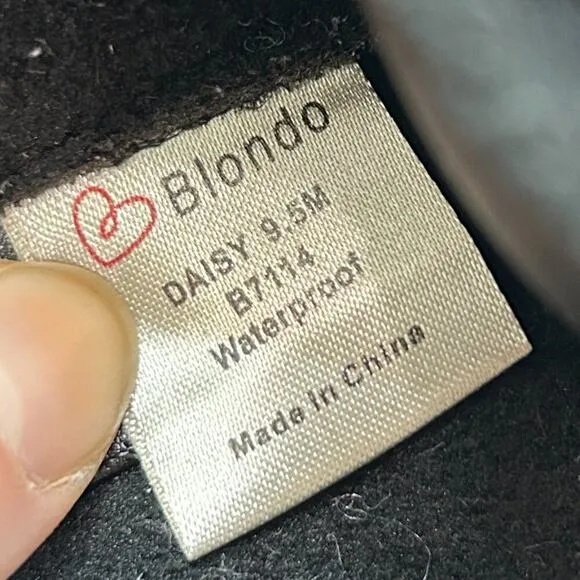 Blondo
DAISY 9.5M
B7114
Waterproof
Made in China